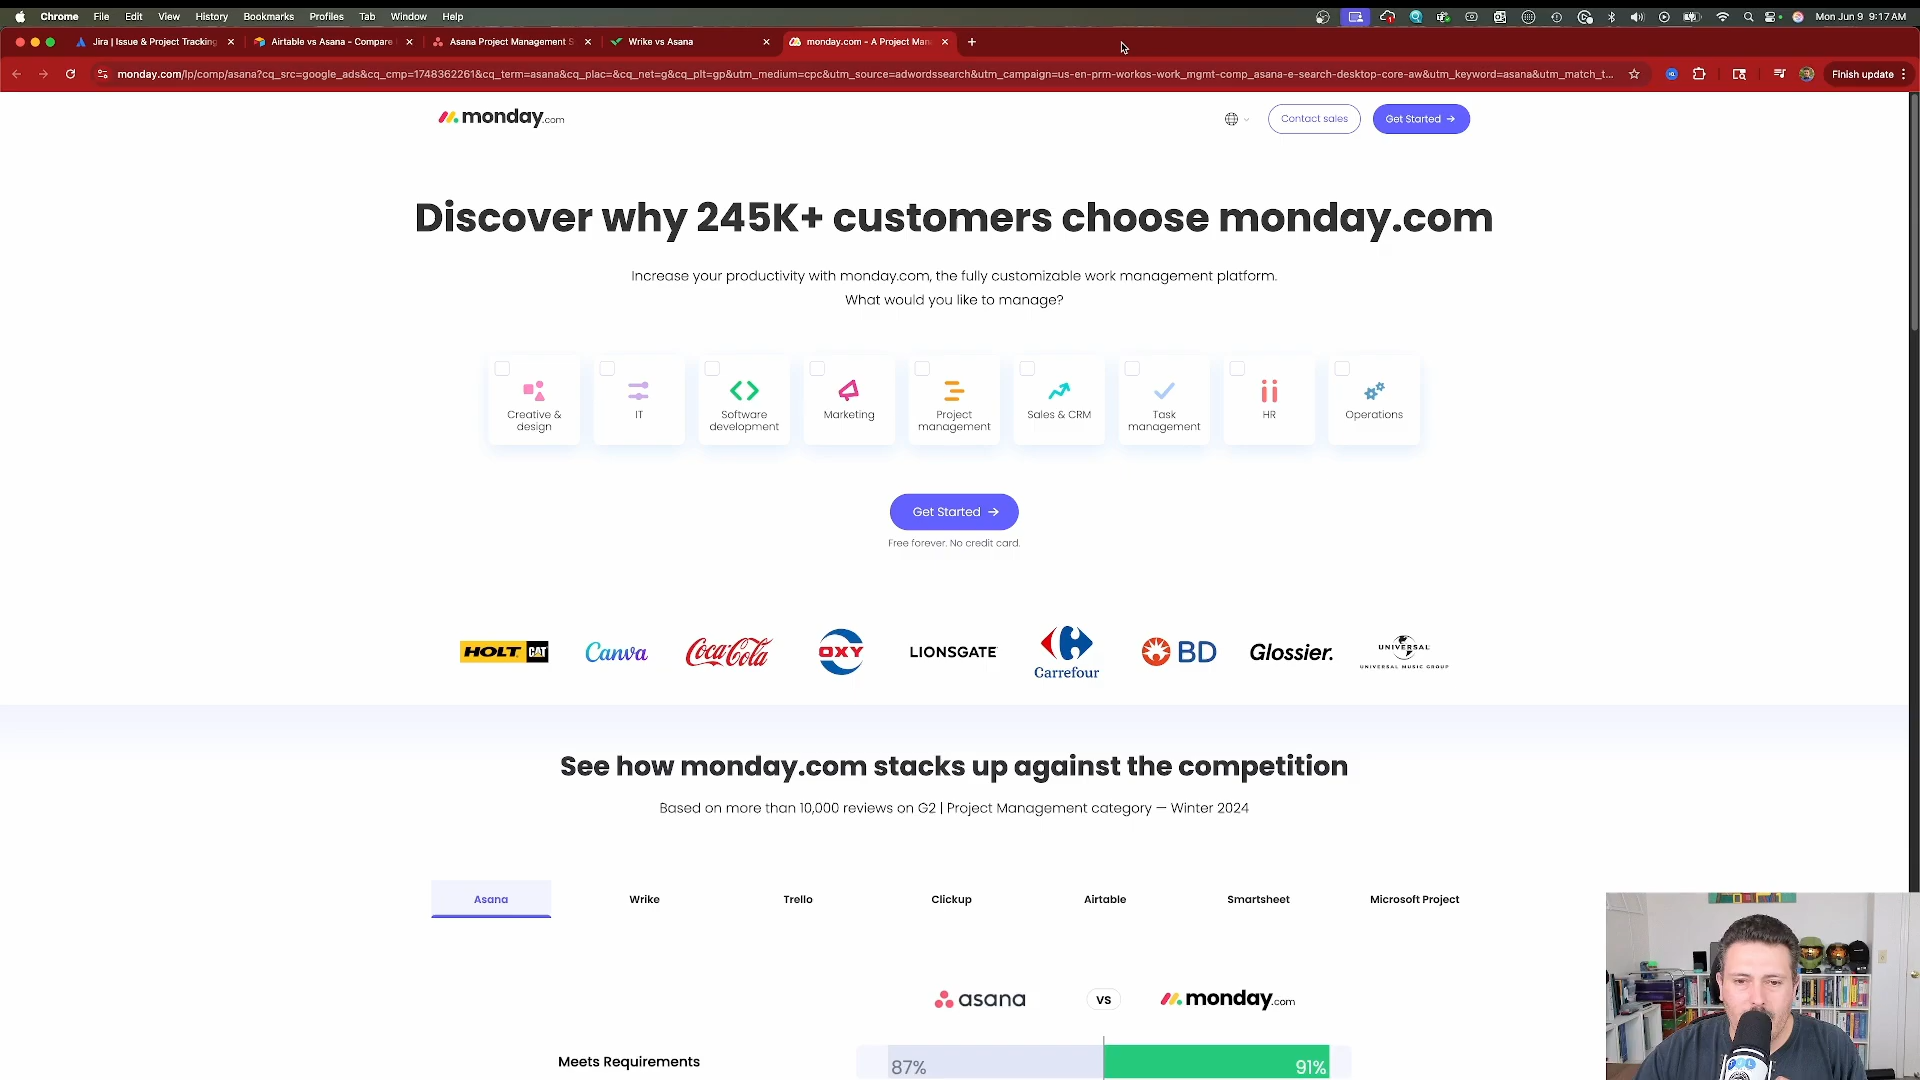 Chrome File Edit View History Bookmarks Profiles Tab Window Help Mon Jun 9 9:17 AM
Jira | Issue & Project Tracking Airtable vs Asana - Compare Asana Project Management S Wrike vs Asana monday.com - A Project Man
monday.com/lp/comp/asana?cq_src=google_ads&cq_cmp=1748362261&cq_term=asana&cq_plac=&cq_net=g&cq_plt=gp&utm_medium=cpc&utm_source=adwordssearch&utm_campaign=us-en-prm-workos-work_mgmt-comp_asana-e-search-desktop-core-aw&utm_keyword=asana&utm_match_t... Finish update
monday.com Contact sales Get Started →
Discover why 245K+ customers choose monday.com
Increase your productivity with monday.com, the fully customizable work management platform.
What would you like to manage?
Creative & design
IT
Software development
Marketing
Project management
Sales & CRM
Task management
HR
Operations
Get Started →
Free forever. No credit card.
HOLT CAT Canva Coca-Cola OXY LIONSGATE Carrefour BD Glossier. UNIVERSAL
UNIVERSAL MUSIC GROUP
See how monday.com stacks up against the competition
Based on more than 10,000 reviews on G2 | Project Management category — Winter 2024
Asana Wrike Trello Clickup Airtable Smartsheet Microsoft Project
asana VS monday.com
Meets Requirements 87% 91%